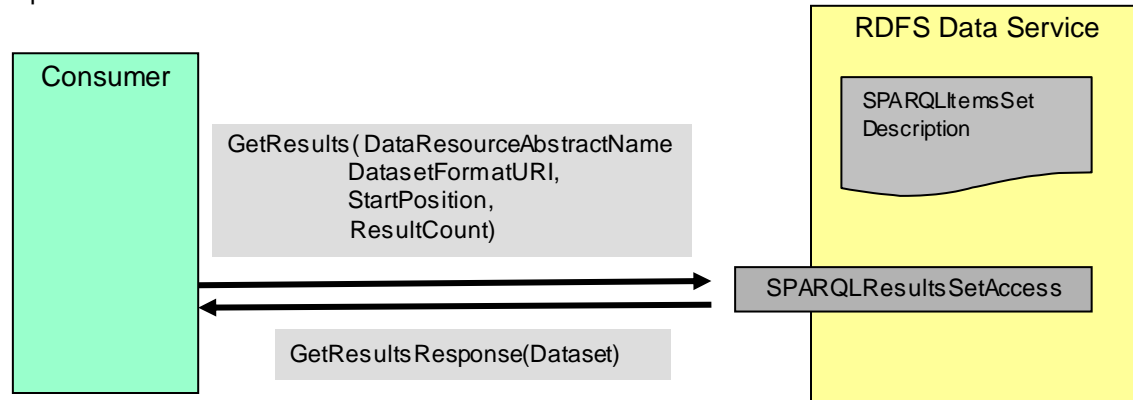 RDFS Data Service
Consumer
SPARQLItemsSet
Description
GetResults(DataResourceAbstractName
DatasetFormatURI,
StartPosition,
ResultCount)
SPARQLResultsSetAccess
GetResultsResponse(Dataset)